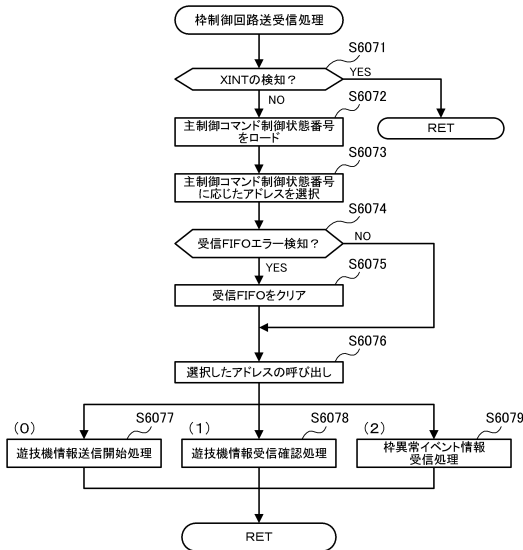 枠制御回路送受信処理
S6071
XINTの検知？
YES
NO
S6072
主制御コマンド制御状態番号
をロード
RET
S6073
主制御コマンド制御状態番号
に応じたアドレスを選択
S6074
受信FIFOエラー検知？
NO
YES
S6075
受信FIFOをクリア
S6076
選択したアドレスの呼び出し
(0)
S6077
(1)
S6078
(2)
S6079
遊技機情報送信開始処理
遊技機情報受信確認処理
枠異常イベント情報
受信処理
RET